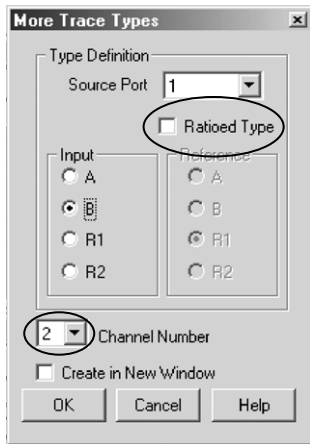 More Trace Types
Type Definition
Source Port 1
Ratioed Type
Input
A
B
R1
R2
Reference
A
B
R1
R2
2 Channel Number
Create in New Window
OK Cancel Help